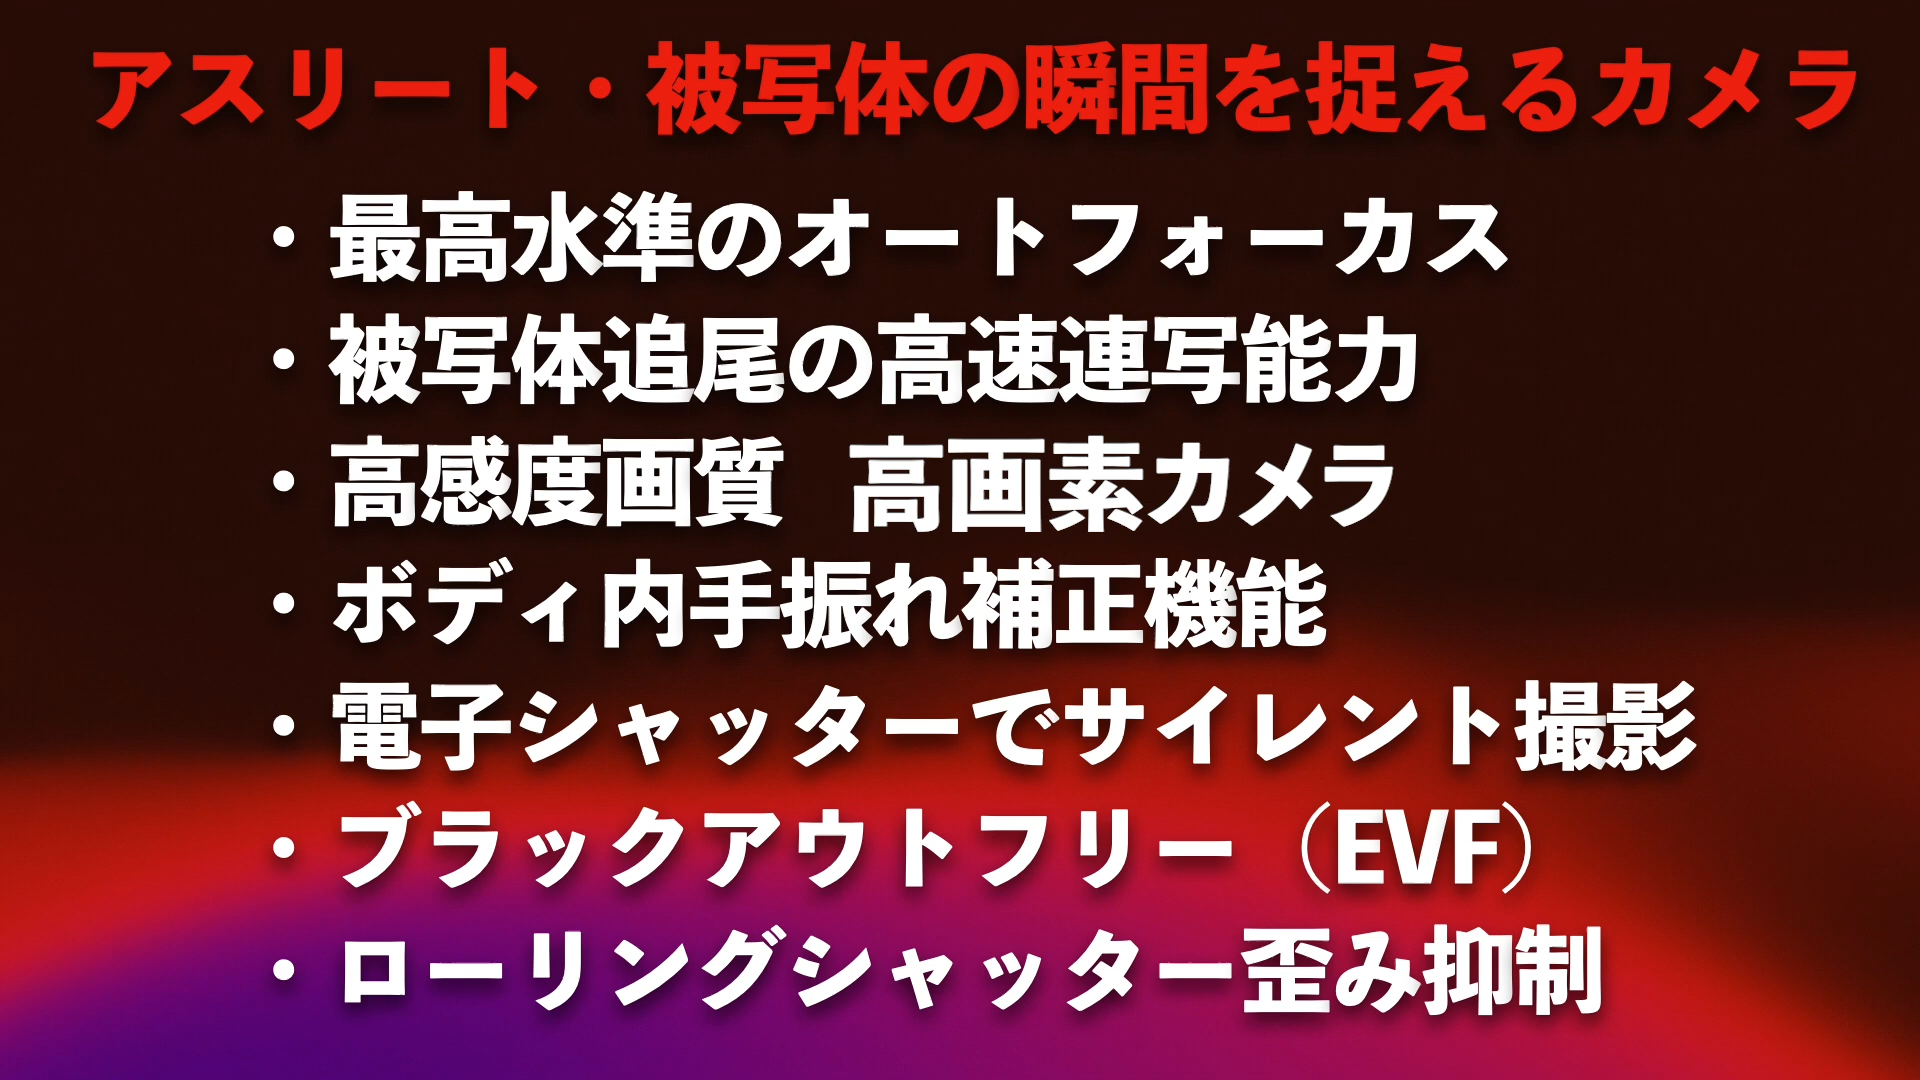 アスリート・被写体の瞬間を捉えるカメラ
・最高水準のオートフォーカス
・被写体追尾の高速連写能力
・高感度画質　高画素カメラ
・ボディ内手振れ補正機能
・電子シャッターでサイレント撮影
・ブラックアウトフリー（EVF）
・ローリングシャッター歪み抑制